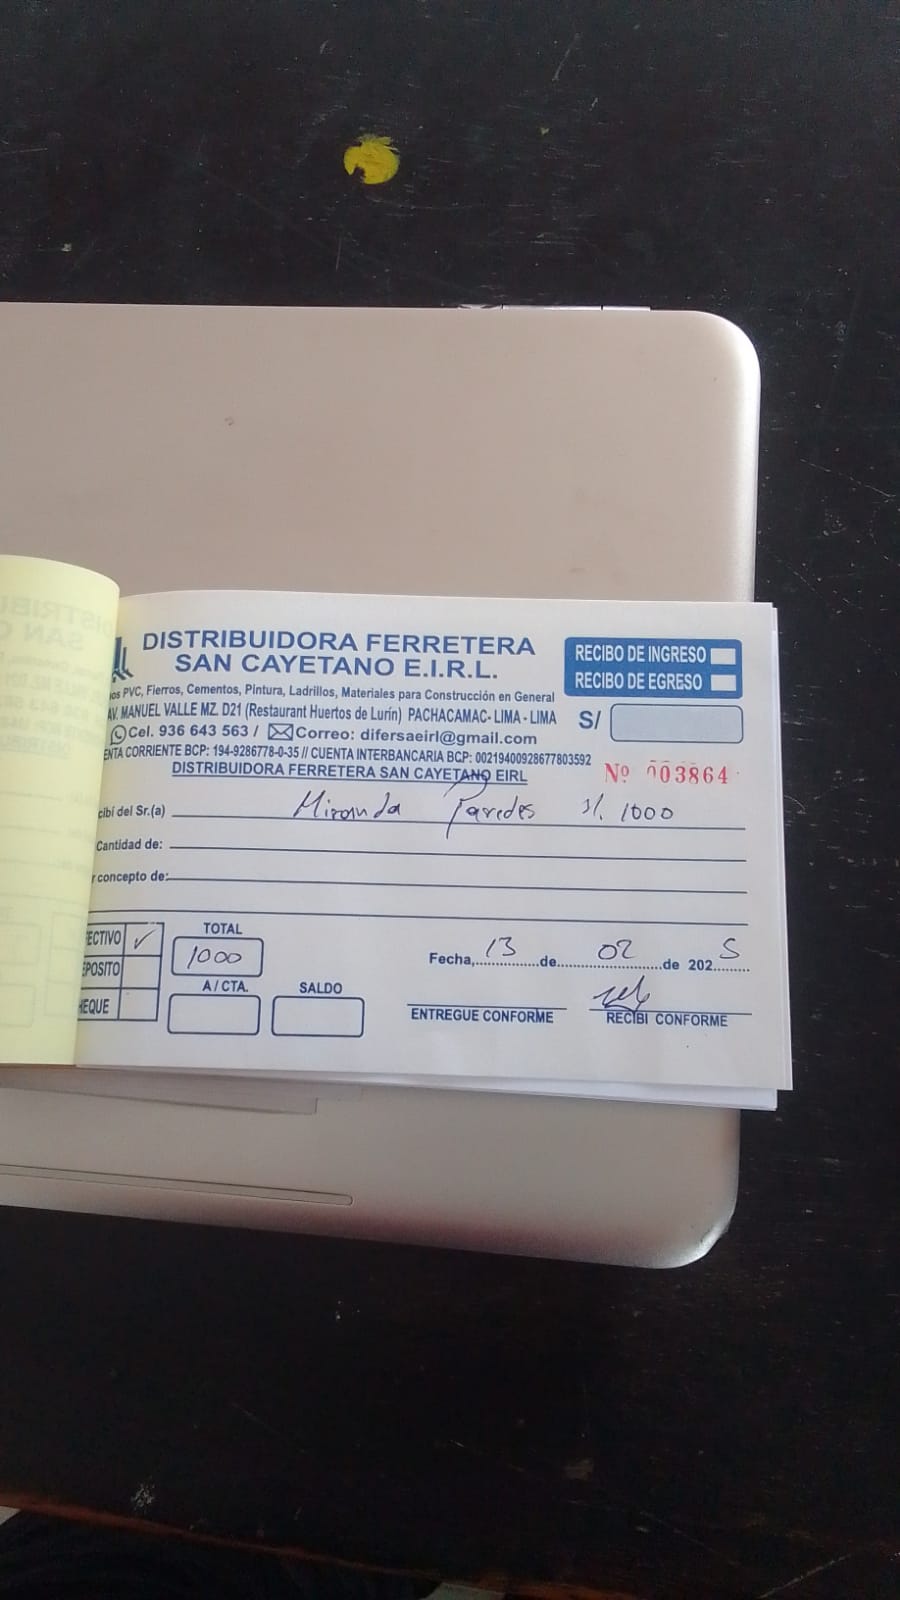 DISTRIBUIDORA FERRETERA
SAN CAYETANO E.I.R.L.
RECIBO DE INGRESO
RECIBO DE EGRESO
os PVC, Fierros, Cementos, Pintura, Ladrillos, Materiales para Construcción en General
AV. MANUEL VALLE MZ. D21 (Restaurant Huertos de Lurín) PACHACAMAC- LIMA - LIMA
S/
Cel. 936 643 563 / Correo: difersaeirl@gmail.com
ENTA CORRIENTE BCP: 194-9286778-0-35 // CUENTA INTERBANCARIA BCP: 00219400928677803592
DISTRIBUIDORA FERRETERA SAN CAYETANO EIRL
Nº 003864
cibí del Sr.(a) Miranda Paredes S/. 1000
Cantidad de:
r concepto de:
ECTIVO ✓
TOTAL
1000
Fecha, 13 de 02 de 2025
EPOSITO
A / CTA.
SALDO
HEQUE
ENTREGUE CONFORME
RECIBI CONFORME